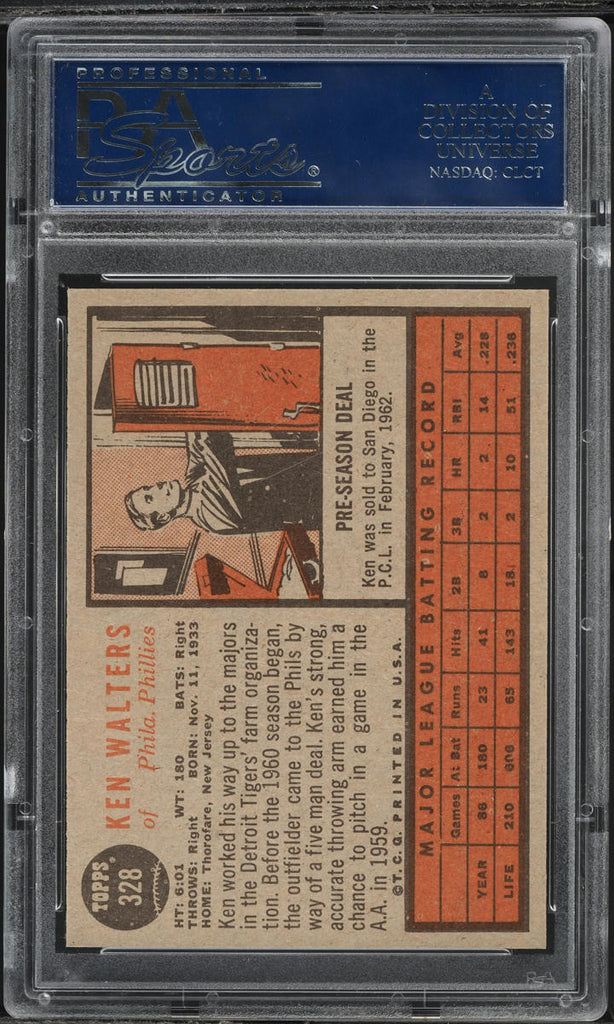 PROFESSIONAL
PSA
Sports®
AUTHENTICATOR
A
DIVISION OF
COLLECTORS
UNIVERSE
NASDAQ: CLCT
TOPPS
328
KEN WALTERS
of Phila. Phillies
HT: 6:01 WT: 180 BATS: Right
THROWS: Right BORN: Nov. 11, 1933
HOME: Thorofare, New Jersey
Ken worked his way up to the majors
in the Detroit Tigers' farm organiza-
tion. Before the 1960 season began,
the outfielder came to the Phils by
way of a five man deal. Ken's strong,
accurate throwing arm earned him a
chance to pitch in a game in the
A.A. in 1959.
©T.C.G. PRINTED IN U.S.A.
PRE-SEASON DEAL
Ken was sold to San Diego in the
P.C.L. in February, 1962.
MAJOR LEAGUE BATTING RECORD
Games At Bat Runs Hits 2B 3B HR RBI Avg
YEAR 86 180 23 41 8 2 2 14 .228
LIFE 210 606 65 143 18 2 10 51 .236
PSA